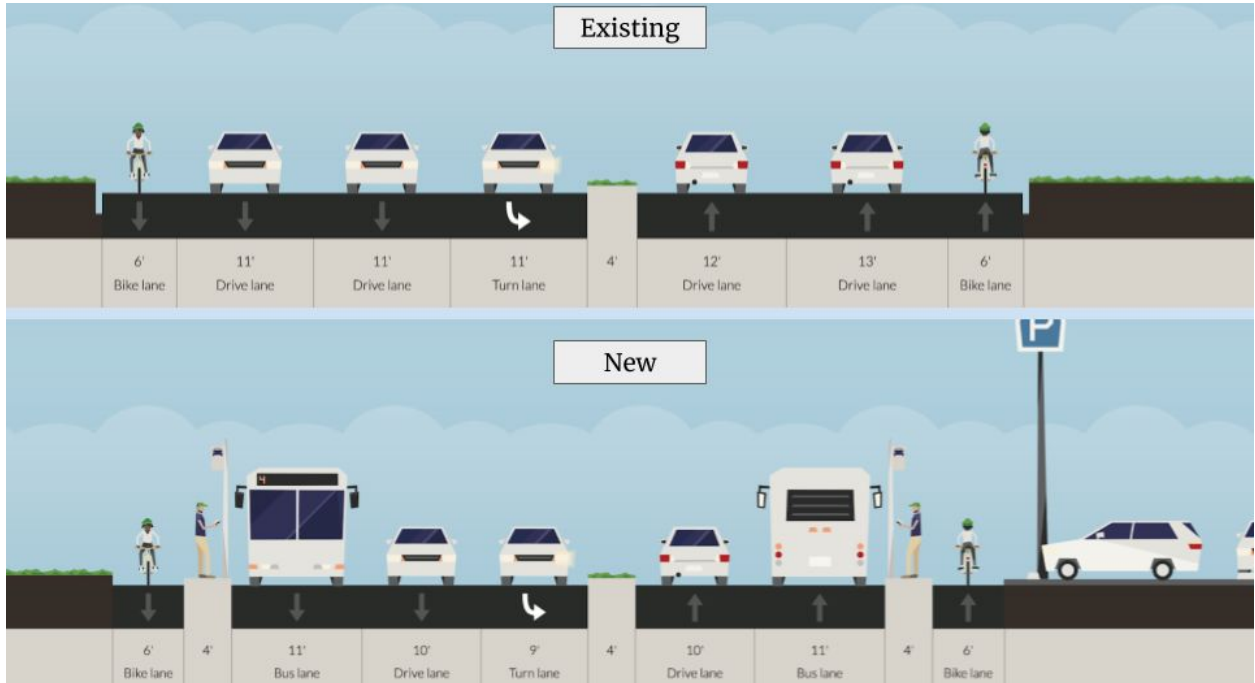 Existing
6' 11' 11' 11' 4' 12' 13' 6'
Bike lane Drive lane Drive lane Turn lane Drive lane Drive lane Bike lane
New
P
4
6' 4' 11' 10' 9' 4' 10' 11' 4' 6'
Bike lane Bus lane Drive lane Turn lane Drive lane Bus lane Bike lane